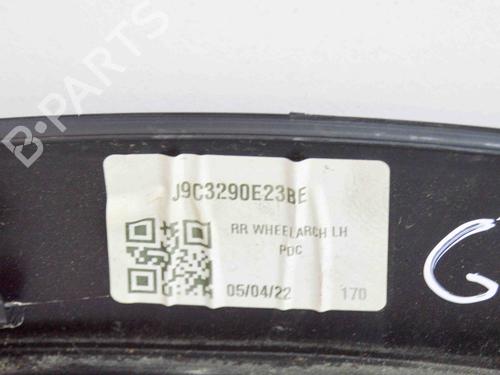 B-PARTS
J9C3290E23BE
RR WHEELARCH LH
PDC
05/04/22 170
G